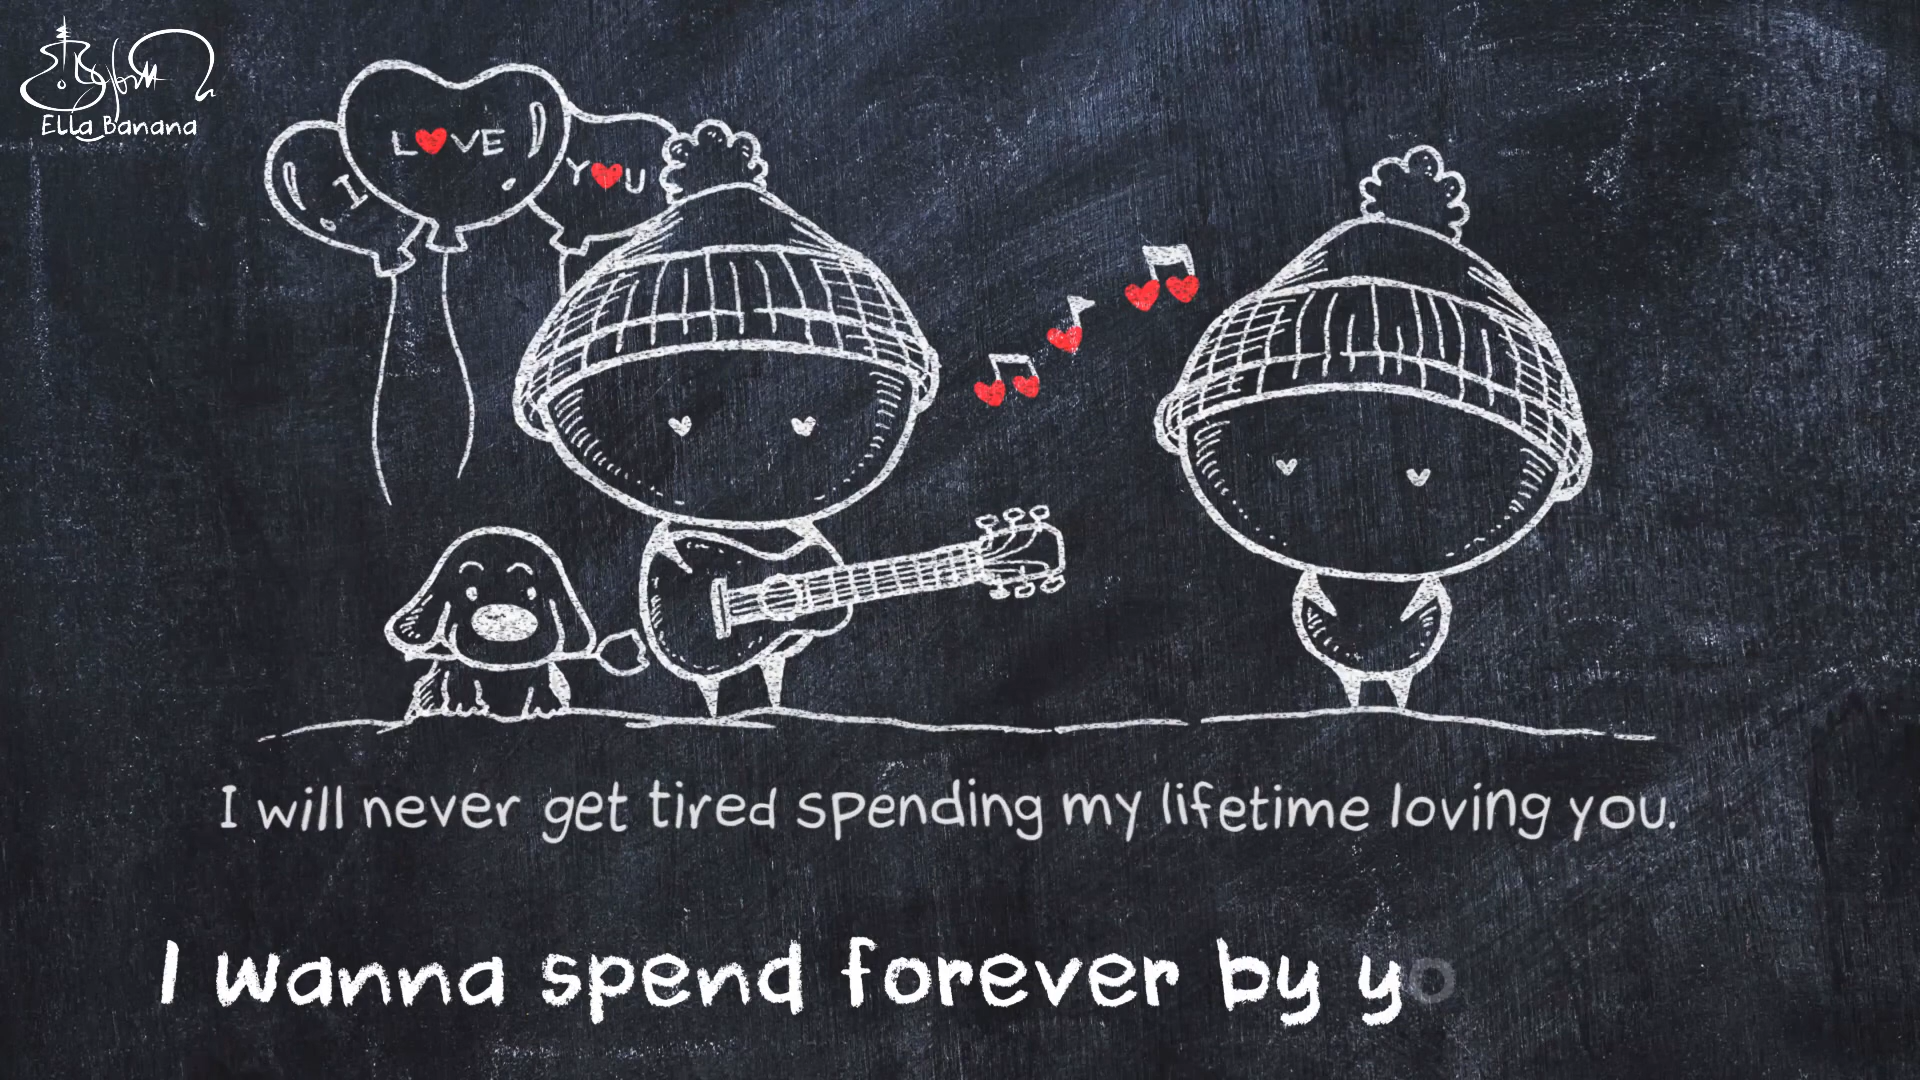 Ella Banana
I
LOVE
YOU
I will never get tired spending my lifetime loving you.
I wanna spend forever by yo